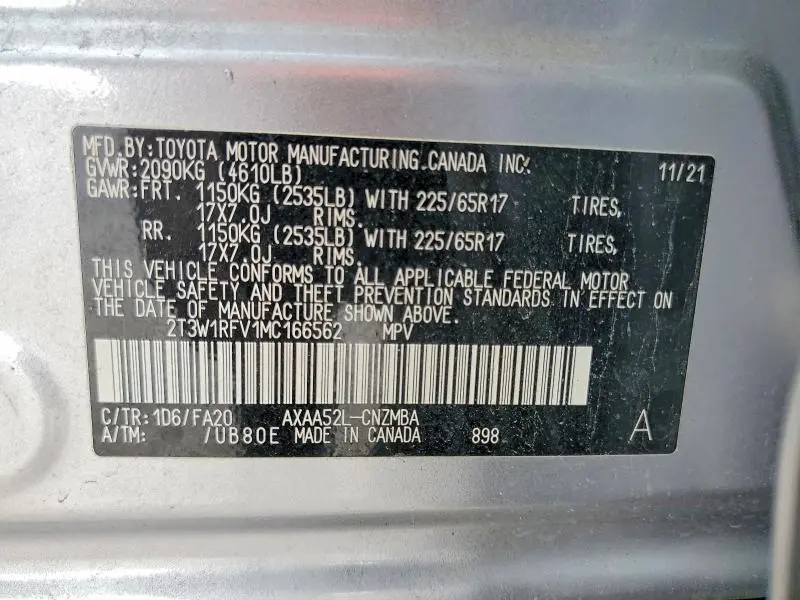 MFD.BY:TOYOTA MOTOR MANUFACTURING.CANADA INC. 11/21
GVWR:2090KG (4610LB)
GAWR:FRT. 1150KG (2535LB) WITH 225/65R17 TIRES,
17X7.0J RIMS.
RR. 1150KG (2535LB) WITH 225/65R17 TIRES,
17X7.0J RIMS.
THIS VEHICLE CONFORMS TO ALL APPLICABLE FEDERAL MOTOR
VEHICLE SAFETY AND THEFT PREVENTION STANDARDS IN EFFECT ON
THE DATE OF MANUFACTURE SHOWN ABOVE.
2T3W1RFV1MC166562 MPV
C/TR:1D6/FA20 AXAA52L-CNZMBA
A/TM: /UB80E MADE IN CANADA 898 A